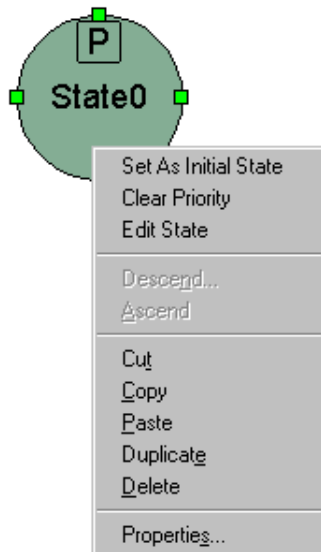 P
State0
Set As Initial State
Clear Priority
Edit State
Descend...
Ascend
Cut
Copy
Paste
Duplicate
Delete
Properties...